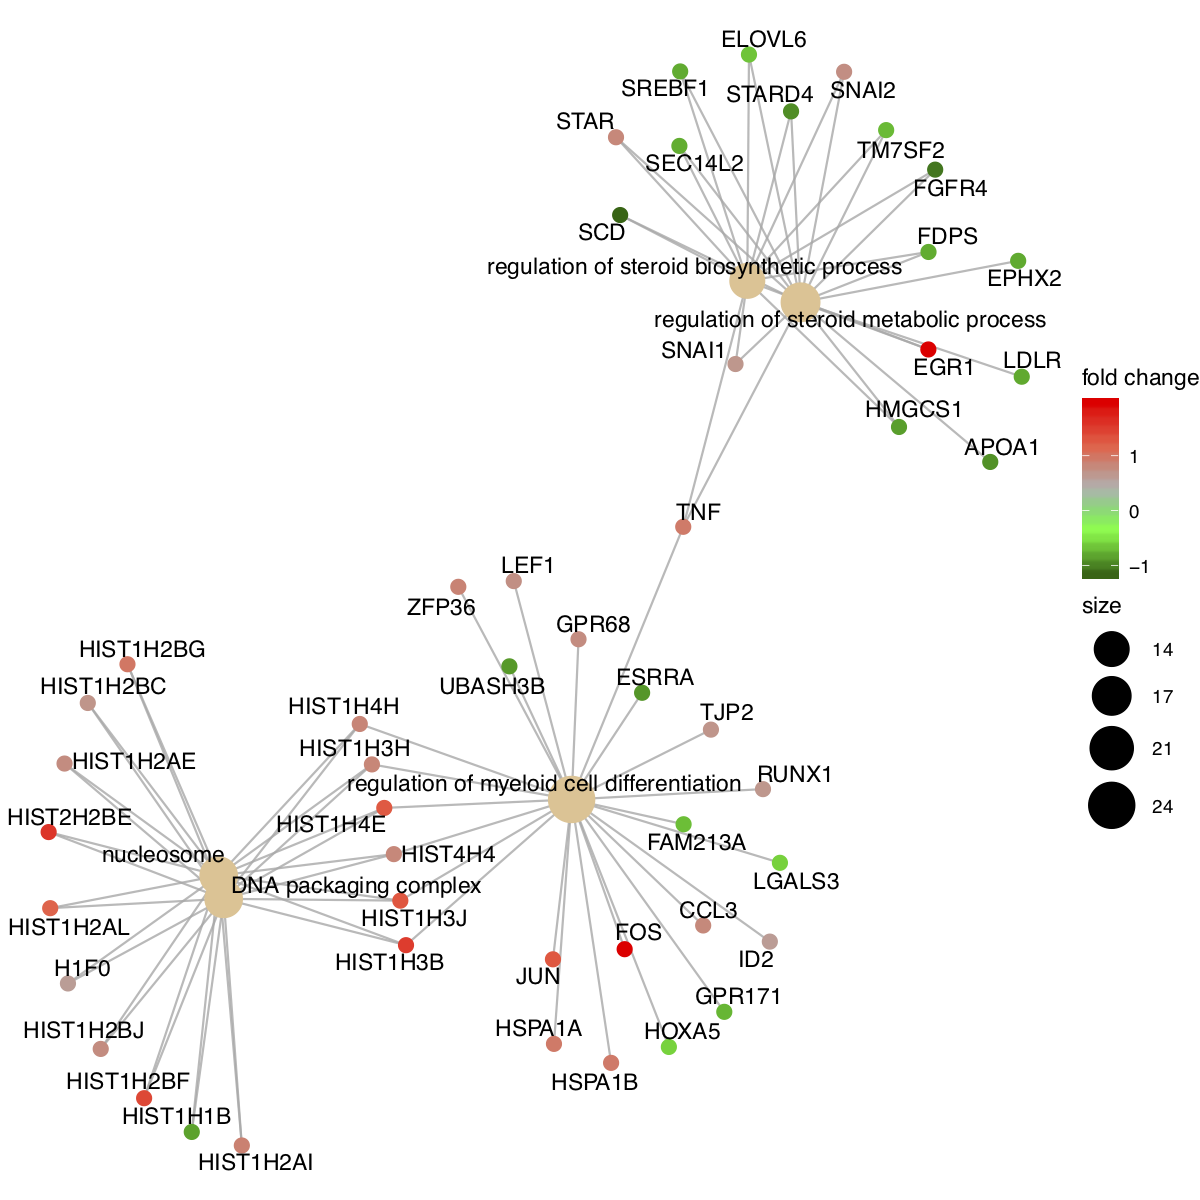 ELOVL6
SREBF1
STARD4
SNAI2
STAR
TM7SF2
SEC14L2
FGFR4
SCD
FDPS
regulation of steroid biosynthetic process
EPHX2
regulation of steroid metabolic process
SNAI1
EGR1
LDLR
HMGCS1
APOA1
TNF
LEF1
ZFP36
GPR68
UBASH3B
ESRRA
TJP2
HIST1H2BG
HIST1H2BC
HIST1H4H
HIST1H3H
HIST1H2AE
regulation of myeloid cell differentiation
RUNX1
HIST2H2BE
HIST1H4E
FAM213A
nucleosome
HIST4H4
LGALS3
DNA packaging complex
HIST1H3J
CCL3
HIST1H2AL
FOS
HIST1H3B
ID2
H1F0
JUN
GPR171
HIST1H2BJ
HSPA1A
HOXA5
HIST1H2BF
HSPA1B
HIST1H1B
HIST1H2AI
fold change
1
0
−1
size
14
17
21
24